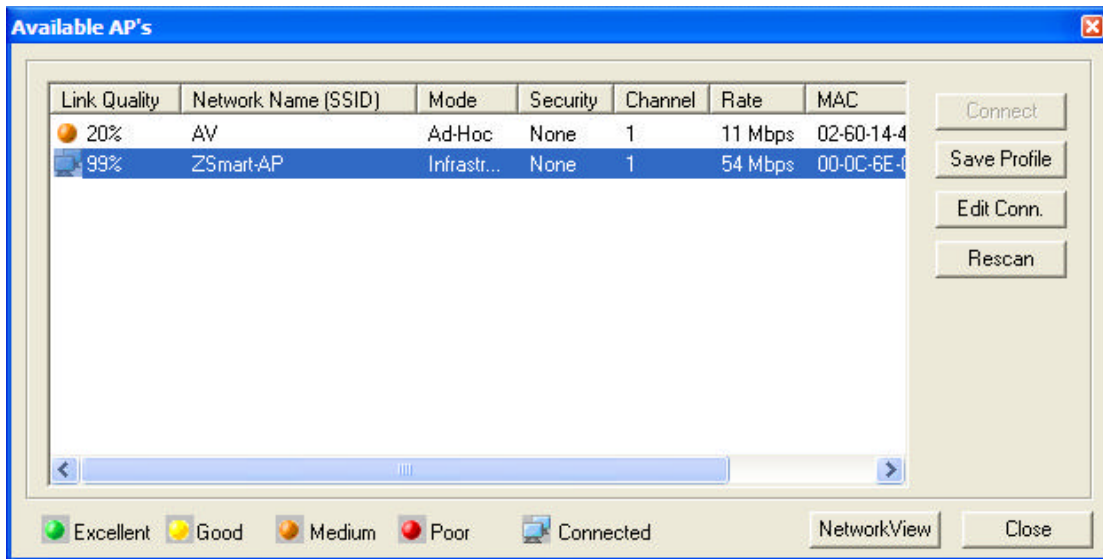 Available AP's
Link Quality Network Name (SSID) Mode Security Channel Rate MAC
20% AV Ad-Hoc None 1 11 Mbps 02-60-14-4
99% ZSmart-AP Infrastr... None 1 54 Mbps 00-0C-6E-
Connect
Save Profile
Edit Conn.
Rescan
Excellent Good Medium Poor Connected
NetworkView Close